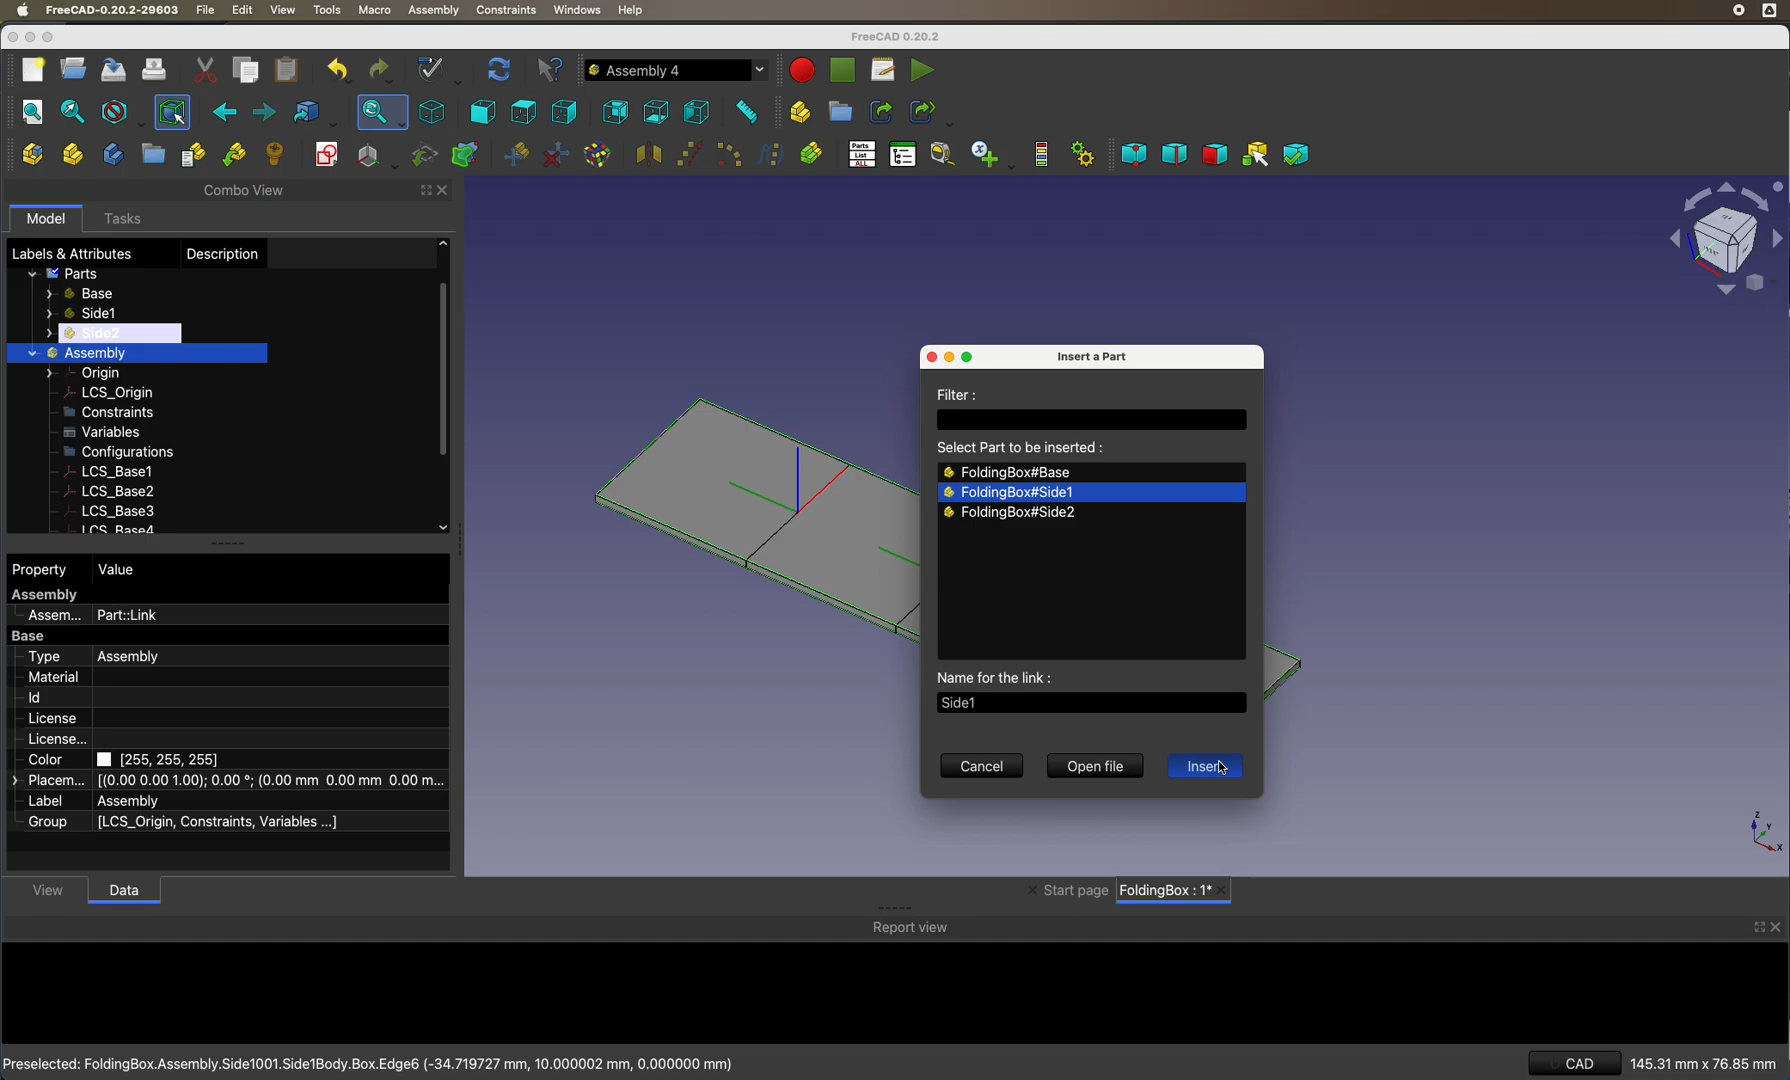 FreeCAD-0.20.2-29603 File Edit View Tools Macro Assembly Constraints Windows Help
FreeCAD 0.20.2
Assembly 4
Parts List ALL
Combo View
Model Tasks
Labels & Attributes Description
Parts
Base
Side1
Side2
Assembly
Origin
LCS_Origin
Constraints
Variables
Configurations
LCS_Base1
LCS_Base2
LCS_Base3
LCS_Base4
Property Value
Assembly
Assem... Part::Link
Base
Type Assembly
Material
Id
License
License...
Color [255, 255, 255]
Placem... [(0.00 0.00 1.00); 0.00 °; (0.00 mm 0.00 mm 0.00 m...
Label Assembly
Group [LCS_Origin, Constraints, Variables ...]
View Data
Insert a Part
Filter :
Select Part to be inserted :
FoldingBox#Base
FoldingBox#Side1
FoldingBox#Side2
Name for the link :
Side1
Cancel Open file Insert
Z
Y
X
Start page FoldingBox : 1*
Report view
Preselected: FoldingBox.Assembly.Side1001.Side1Body.Box.Edge6 (-34.719727 mm, 10.000002 mm, 0.000000 mm)
CAD 145.31 mm x 76.85 mm